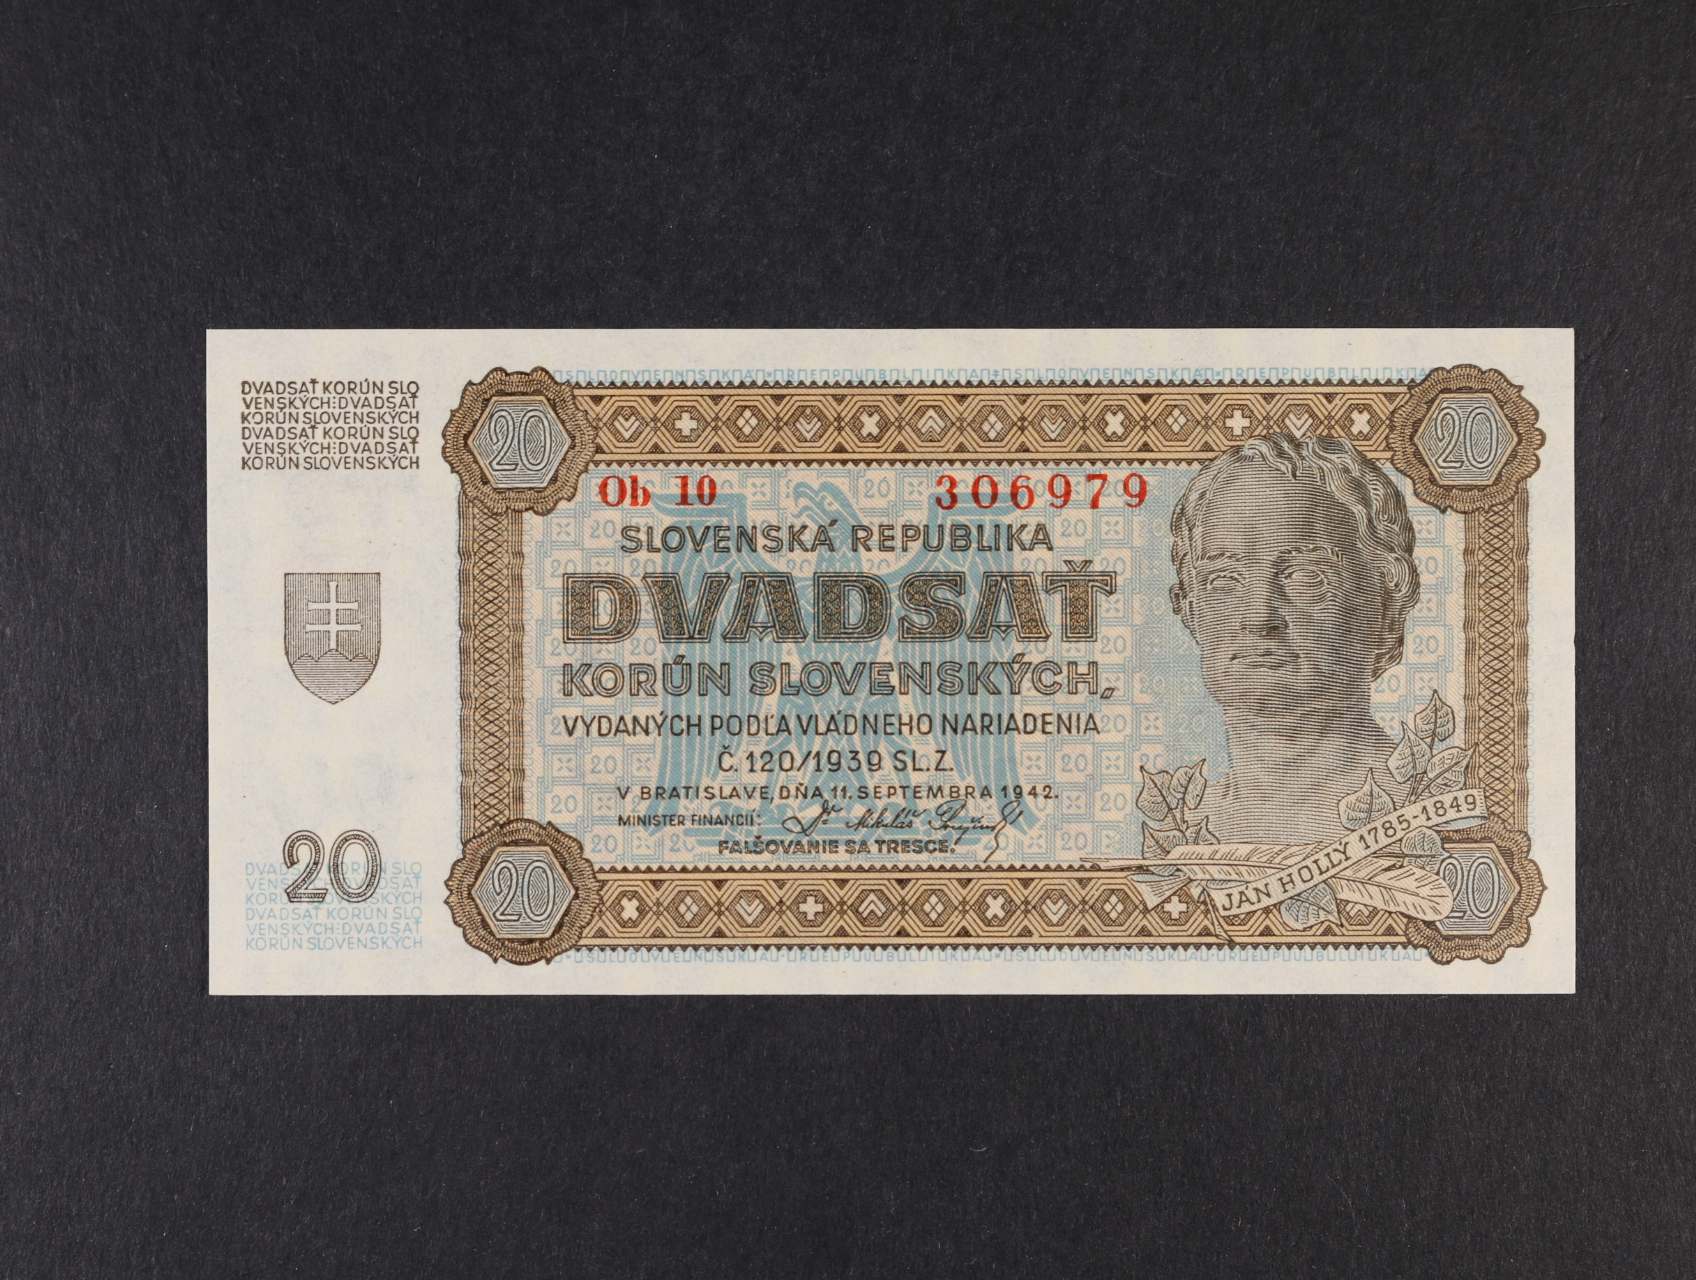 DVADSAŤ KORÚN SLO
VENSKÝCH:DVADSAŤ
KORÚN SLOVENSKÝCH
DVADSAŤ KORÚN SLO
VENSKÝCH:DVADSAŤ
KORÚN SLOVENSKÝCH
20
20
Ob 10 306979
SLOVENSKÁ REPUBLIKA
DVADSAŤ
KORÚN SLOVENSKÝCH,
VYDANÝCH PODĽA VLÁDNEHO NARIADENIA
Č. 120/1939 SL. Z.
V BRATISLAVE, DŇA 11. SEPTEMBRA 1942.
MINISTER FINANCIÍ:
FALŠOVANIE SA TRESCE.
JÁN HOLLÝ 1785-1849
20
20
20
DVADSAŤ KORÚN SLO
VENSKÝCH:DVADSAŤ
KORÚN SLOVENSKÝCH
DVADSAŤ KORÚN SLO
VENSKÝCH:DVADSAŤ
KORÚN SLOVENSKÝCH